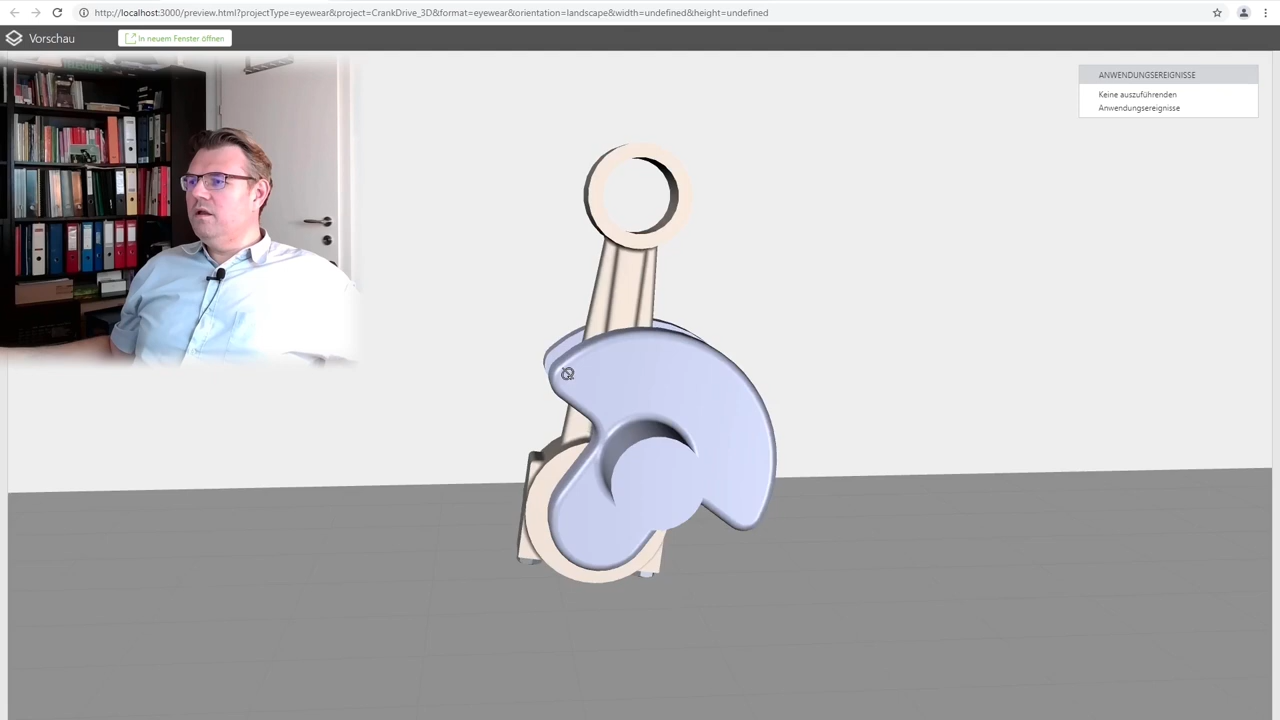 http://localhost:3000/preview.html?projectType=eyewear&project=CrankDrive_3D&format=eyewear&orientation=landscape&width=undefined&height=undefined
Vorschau
In neuem Fenster öffnen
ANWENDUNGSEREIGNISSE
Keine auszuführenden
Anwendungsereignisse